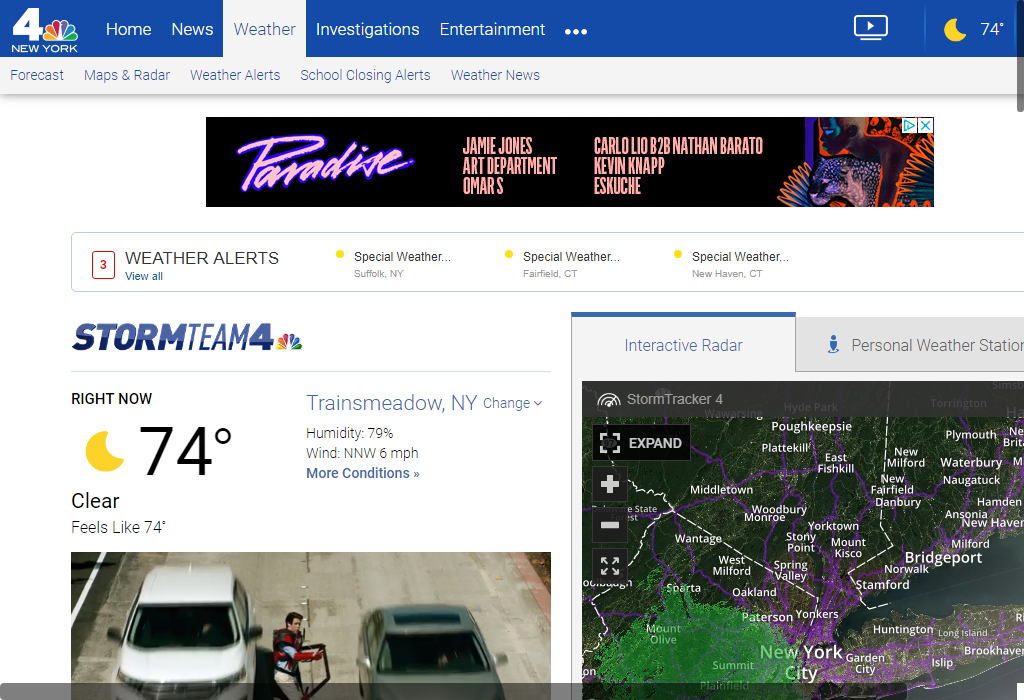 4
NEW YORK
Home
News
Weather
Investigations
Entertainment
74°
Forecast
Maps & Radar
Weather Alerts
School Closing Alerts
Weather News
Paradise
JAMIE JONES
ART DEPARTMENT
OMAR S
CARLO LIO B2B NATHAN BARATO
KEVIN KNAPP
ESKUCHE
3
WEATHER ALERTS
View all
Special Weather...
Suffolk, NY
Special Weather...
Fairfield, CT
Special Weather...
New Haven, CT
STORMTEAM4
RIGHT NOW
74°
Clear
Feels Like 74°
Trainsmeadow, NY Change
Humidity: 79%
Wind: NNW 6 mph
More Conditions »
Interactive Radar
Personal Weather Station
StormTracker 4
EXPAND
Wawarsing
Hyde Park
Torrington
Poughkeepsie
Plymouth
Plattekill
East
Fishkill
New
Milford
Waterbury
Middletown
New
Fairfield
Naugatuck
Danbury
Hamden
Woodbury
Monroe
Ansonia
New Haven
Yorktown
Wantage
Stony
Point
Mount
Kisco
Milford
Bridgeport
West
Milford
Spring
Valley
Norwalk
Stamford
Sparta
Oakland
Paterson
Yonkers
Mount
Olive
Huntington
Long Island
New York
City
Garden
City
Islip
Brookhaven
Summit
Plainfield